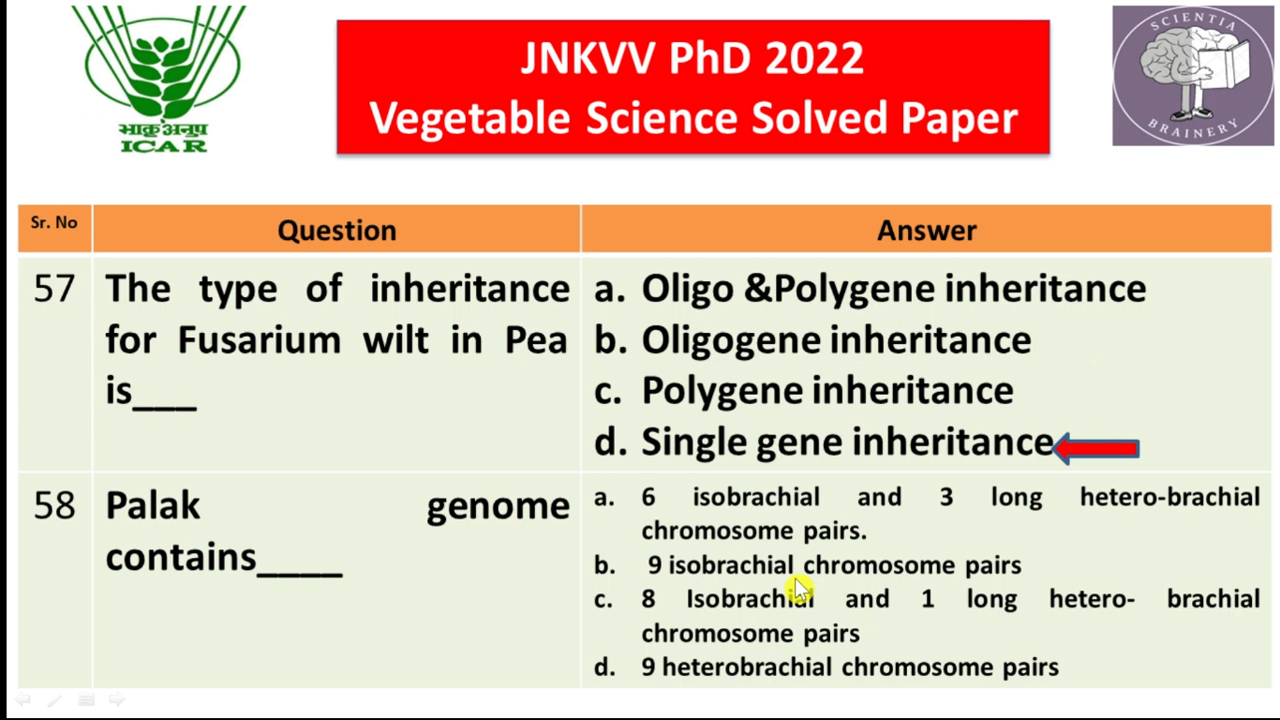 JNKVV PhD 2022
Vegetable Science Solved Paper
भाकृअनुप
ICAR
SCIENTIA
BRAINERY
Sr. No
Question
Answer
57
The type of inheritance
for Fusarium wilt in Pea
is___
a. Oligo &Polygene inheritance
b. Oligogene inheritance
c. Polygene inheritance
d. Single gene inheritance
58
Palak genome
contains____
a. 6 isobrachial and 3 long hetero-brachial
chromosome pairs.
b. 9 isobrachial chromosome pairs
c. 8 Isobrachial and 1 long hetero- brachial
chromosome pairs
d. 9 heterobrachial chromosome pairs